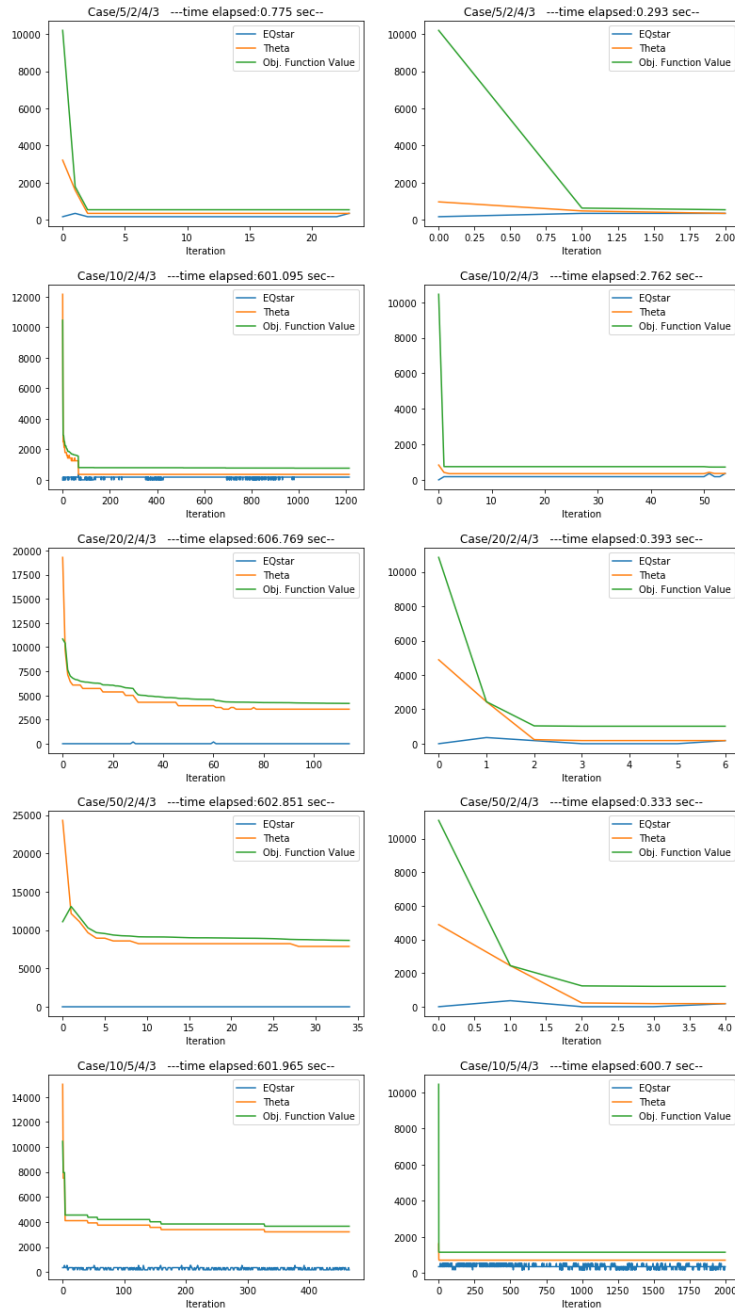 Case/5/2/4/3 ---time elapsed:0.775 sec--
10000
8000
6000
4000
2000
0
EQstar
Theta
Obj. Function Value
0 5 10 15 20
Iteration
Case/5/2/4/3 ---time elapsed:0.293 sec--
10000
8000
6000
4000
2000
0
EQstar
Theta
Obj. Function Value
0.00 0.25 0.50 0.75 1.00 1.25 1.50 1.75 2.00
Iteration
Case/10/2/4/3 ---time elapsed:601.095 sec--
12000
10000
8000
6000
4000
2000
0
EQstar
Theta
Obj. Function Value
0 200 400 600 800 1000 1200
Iteration
Case/10/2/4/3 ---time elapsed:2.762 sec--
10000
8000
6000
4000
2000
0
EQstar
Theta
Obj. Function Value
0 10 20 30 40 50
Iteration
Case/20/2/4/3 ---time elapsed:606.769 sec--
20000
17500
15000
12500
10000
7500
5000
2500
0
EQstar
Theta
Obj. Function Value
0 20 40 60 80 100
Iteration
Case/20/2/4/3 ---time elapsed:0.393 sec--
10000
8000
6000
4000
2000
0
EQstar
Theta
Obj. Function Value
0 1 2 3 4 5 6
Iteration
Case/50/2/4/3 ---time elapsed:602.851 sec--
25000
20000
15000
10000
5000
0
EQstar
Theta
Obj. Function Value
0 5 10 15 20 25 30 35
Iteration
Case/50/2/4/3 ---time elapsed:0.333 sec--
10000
8000
6000
4000
2000
0
EQstar
Theta
Obj. Function Value
0.0 0.5 1.0 1.5 2.0 2.5 3.0 3.5 4.0
Iteration
Case/10/5/4/3 ---time elapsed:601.965 sec--
14000
12000
10000
8000
6000
4000
2000
0
EQstar
Theta
Obj. Function Value
0 100 200 300 400
Iteration
Case/10/5/4/3 ---time elapsed:600.7 sec--
10000
8000
6000
4000
2000
0
EQstar
Theta
Obj. Function Value
0 250 500 750 1000 1250 1500 1750 2000
Iteration